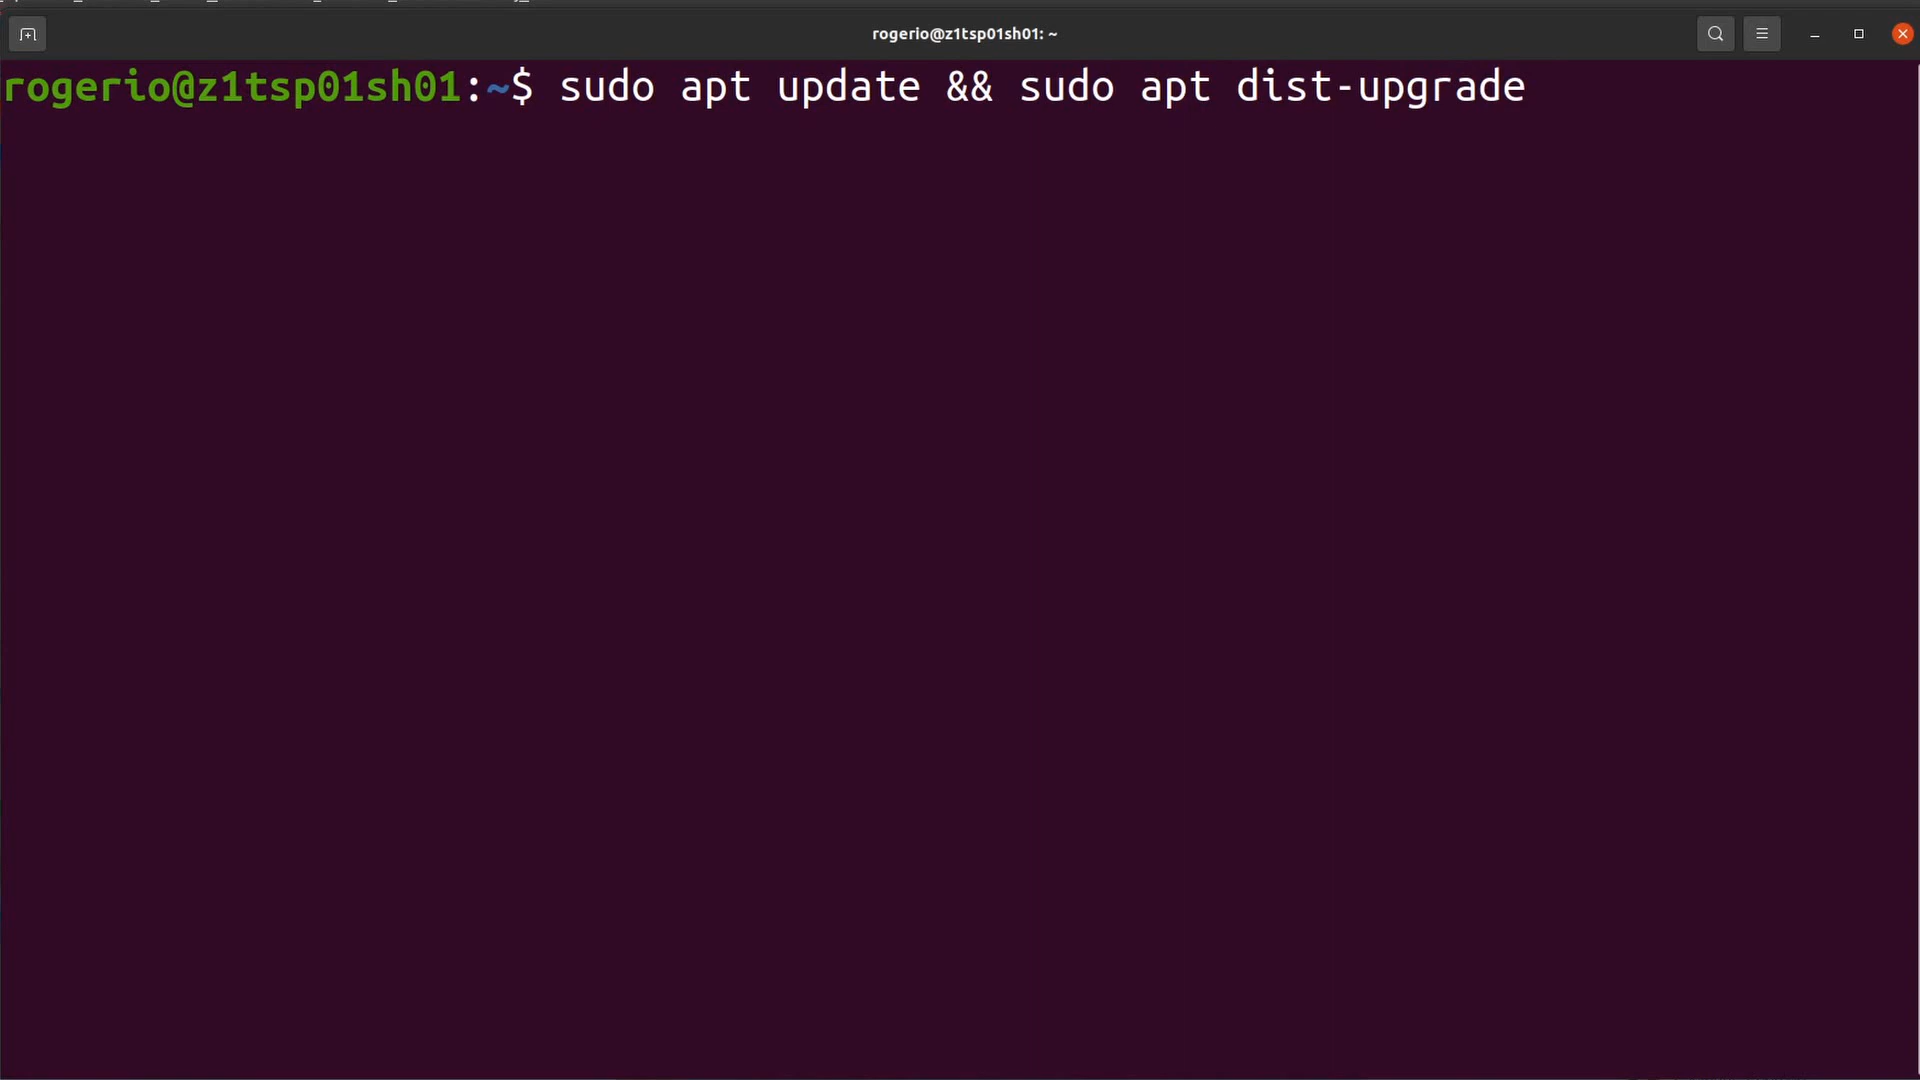 rogerio@z1tsp01sh01: ~
rogerio@z1tsp01sh01:~$ sudo apt update && sudo apt dist-upgrade